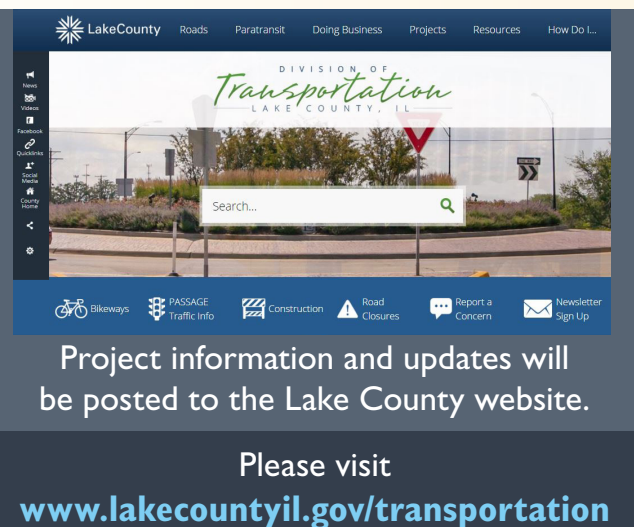 LakeCounty Roads Paratransit Doing Business Projects Resources How Do I...
DIVISION OF
Transportation
LAKE COUNTY, IL
News
Videos
Facebook
Quicklinks
Social
Media
County
Home
Search...
Bikeways
PASSAGE
Traffic Info
Construction
Road
Closures
Report a
Concern
Newsletter
Sign Up
Project information and updates will
be posted to the Lake County website.
Please visit
www.lakecountyil.gov/transportation